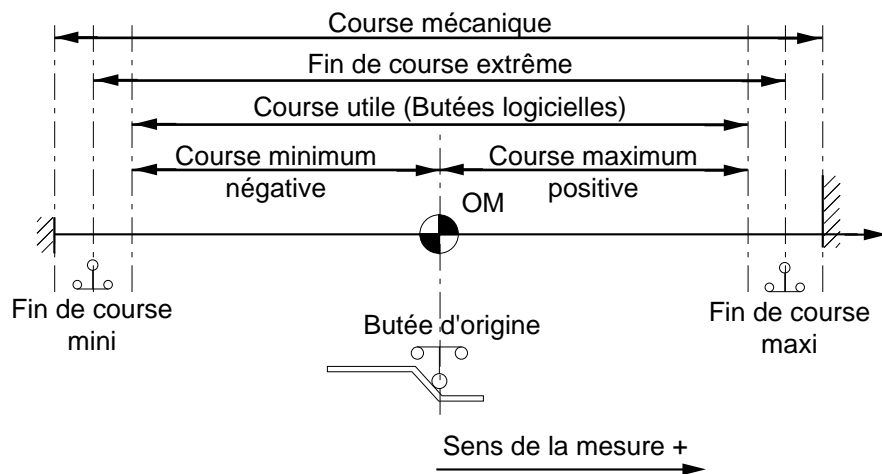 Course mécanique
Fin de course extrême
Course utile (Butées logicielles)
Course minimum
négative
Course maximum
positive
OM
Fin de course
mini
Butée d'origine
Fin de course
maxi
Sens de la mesure +